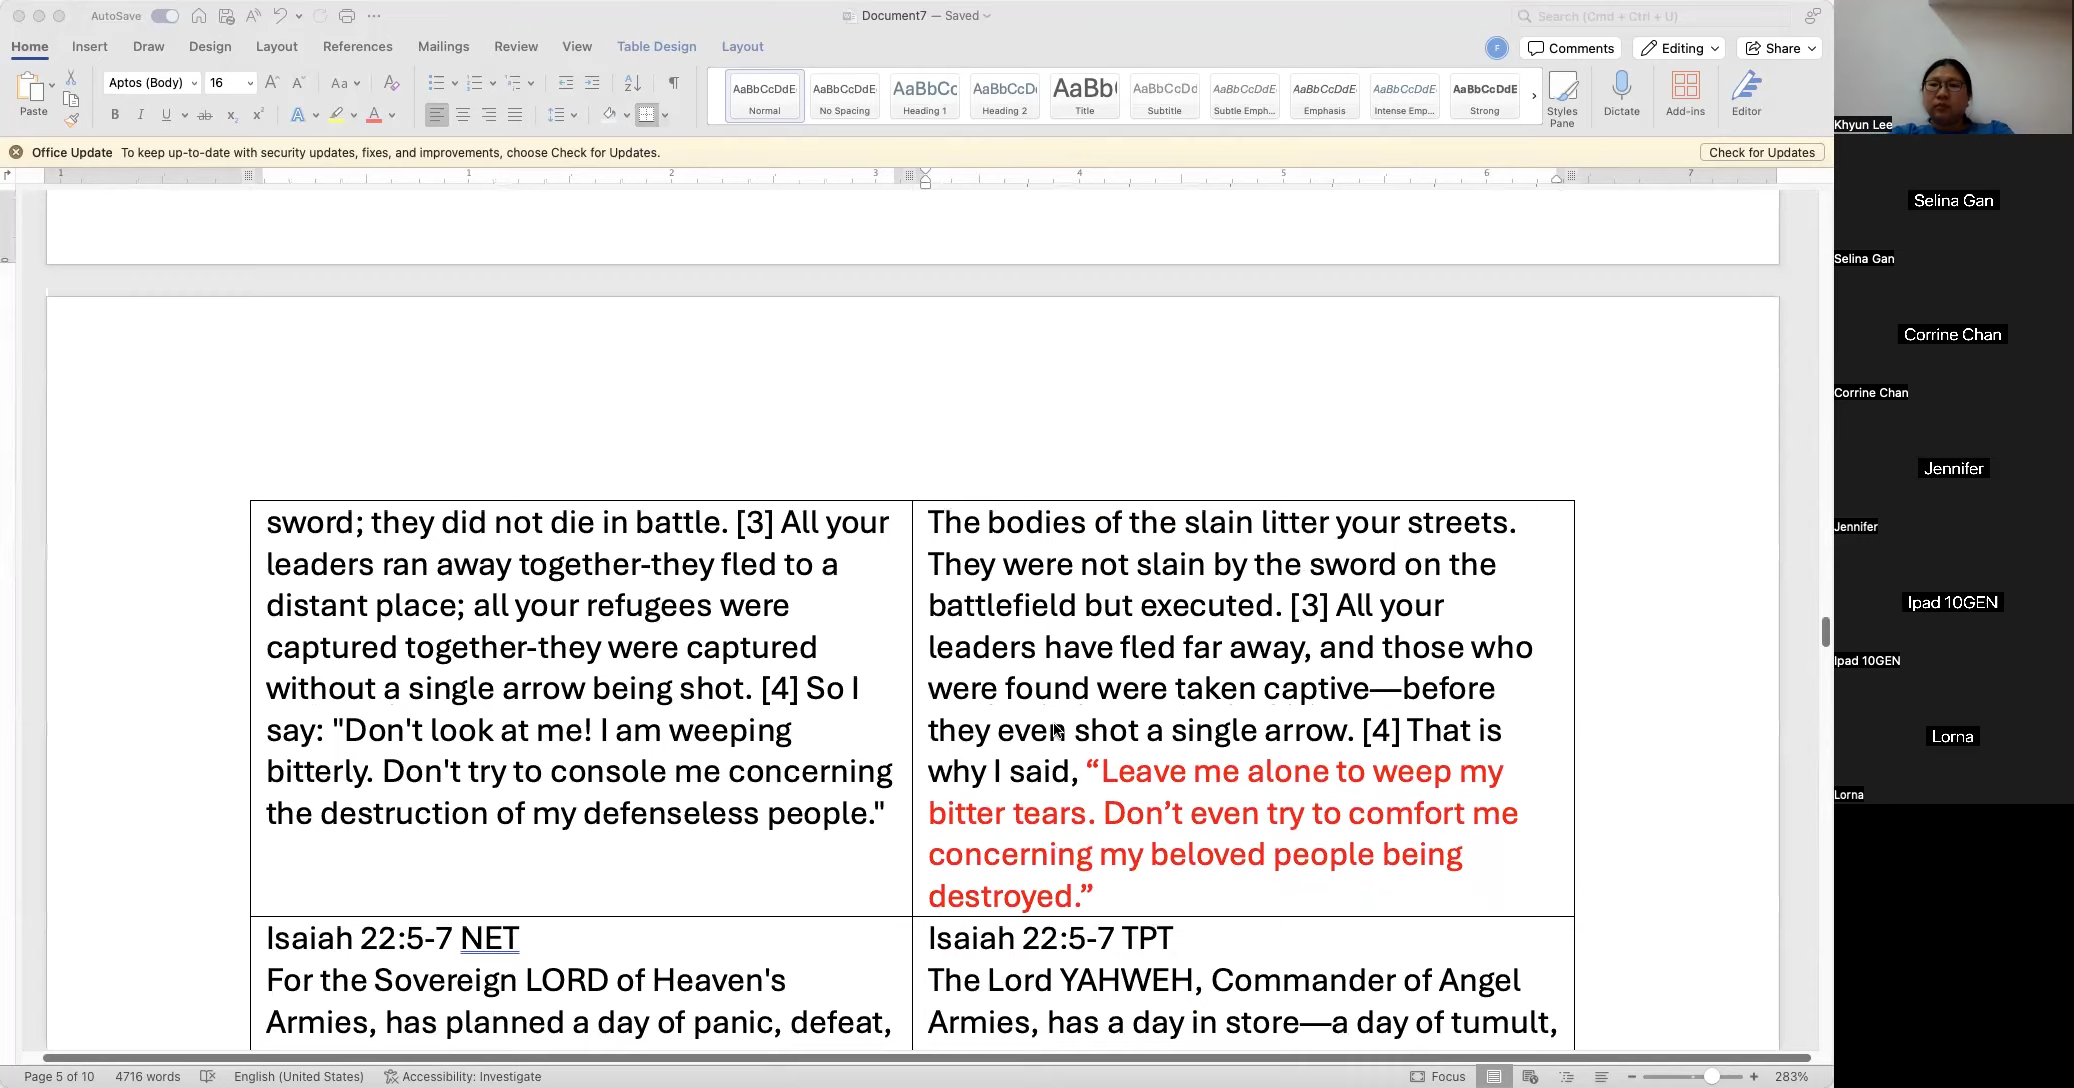 AutoSave
Document7 — Saved
Search (Cmd + Ctrl + U)
Home Insert Draw Design Layout References Mailings Review View Table Design Layout
F Comments Editing Share
Paste
Aptos (Body) 16
AaBbCcDdE AaBbCcDdE AaBbCc AaBbCcD AaBb AaBbCcDd AaBbCcDdE AaBbCcDdE AaBbCcDdE AaBbCcDdE
Normal No Spacing Heading 1 Heading 2 Title Subtitle Subtle Emph... Emphasis Intense Emp... Strong
Styles Pane Dictate Add-ins Editor
Office Update To keep up-to-date with security updates, fixes, and improvements, choose Check for Updates. Check for Updates
1 1 2 3 4 5 6 7
sword; they did not die in battle. [3] All your
leaders ran away together-they fled to a
distant place; all your refugees were
captured together-they were captured
without a single arrow being shot. [4] So I
say: "Don't look at me! I am weeping
bitterly. Don't try to console me concerning
the destruction of my defenseless people."
The bodies of the slain litter your streets.
They were not slain by the sword on the
battlefield but executed. [3] All your
leaders have fled far away, and those who
were found were taken captive—before
they even shot a single arrow. [4] That is
why I said, “Leave me alone to weep my
bitter tears. Don’t even try to comfort me
concerning my beloved people being
destroyed.”
Isaiah 22:5-7 NET
For the Sovereign LORD of Heaven's
Armies, has planned a day of panic, defeat,
Isaiah 22:5-7 TPT
The Lord YAHWEH, Commander of Angel
Armies, has a day in store—a day of tumult,
Page 5 of 10 4716 words English (United States) Accessibility: Investigate Focus 283%
Khyun Lee
Selina Gan
Selina Gan
Corrine Chan
Corrine Chan
Jennifer
Jennifer
Ipad 10GEN
Ipad 10GEN
Lorna
Lorna